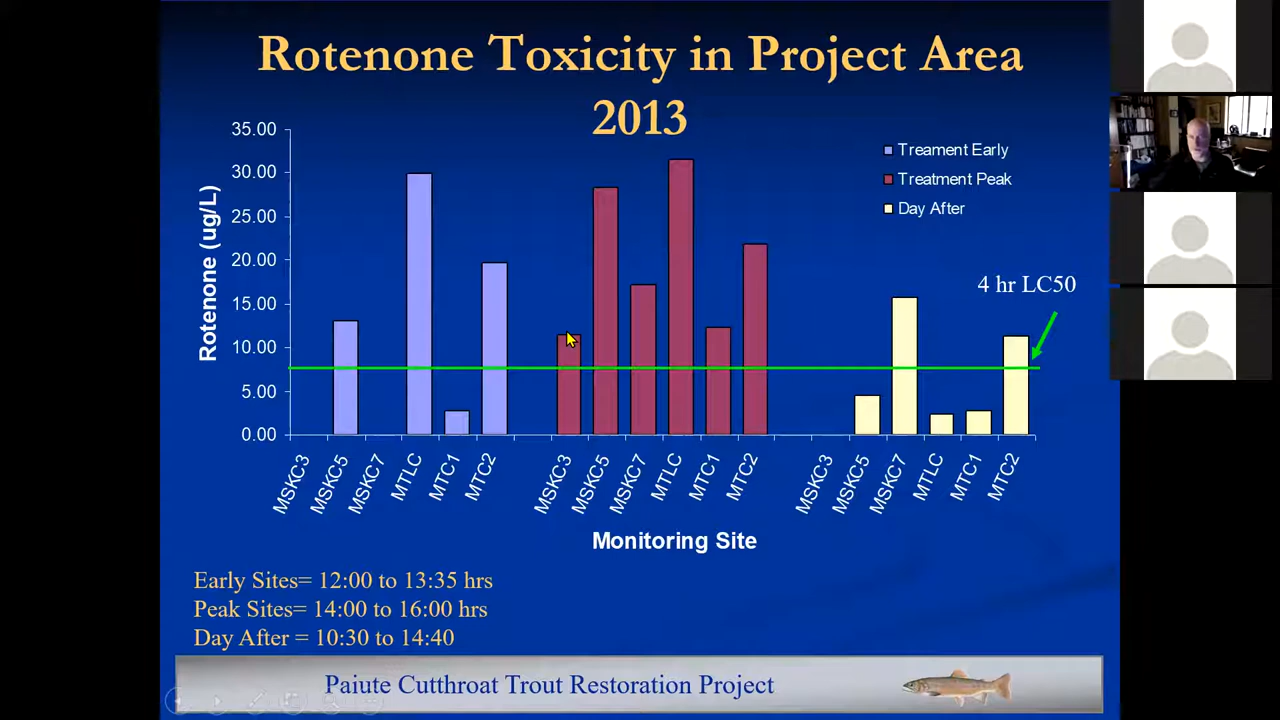 Rotenone Toxicity in Project Area
2013
35.00
30.00
25.00
20.00
15.00
10.00
5.00
0.00
Rotenone (ug/L)
Treament Early
Treatment Peak
Day After
4 hr LC50
MSKC3
MSKC5
MSKC7
MTLC
MTC1
MTC2
MSKC3
MSKC5
MSKC7
MTLC
MTC1
MTC2
MSKC3
MSKC5
MSKC7
MTLC
MTC1
MTC2
Monitoring Site
Early Sites= 12:00 to 13:35 hrs
Peak Sites= 14:00 to 16:00 hrs
Day After = 10:30 to 14:40
Paiute Cutthroat Trout Restoration Project